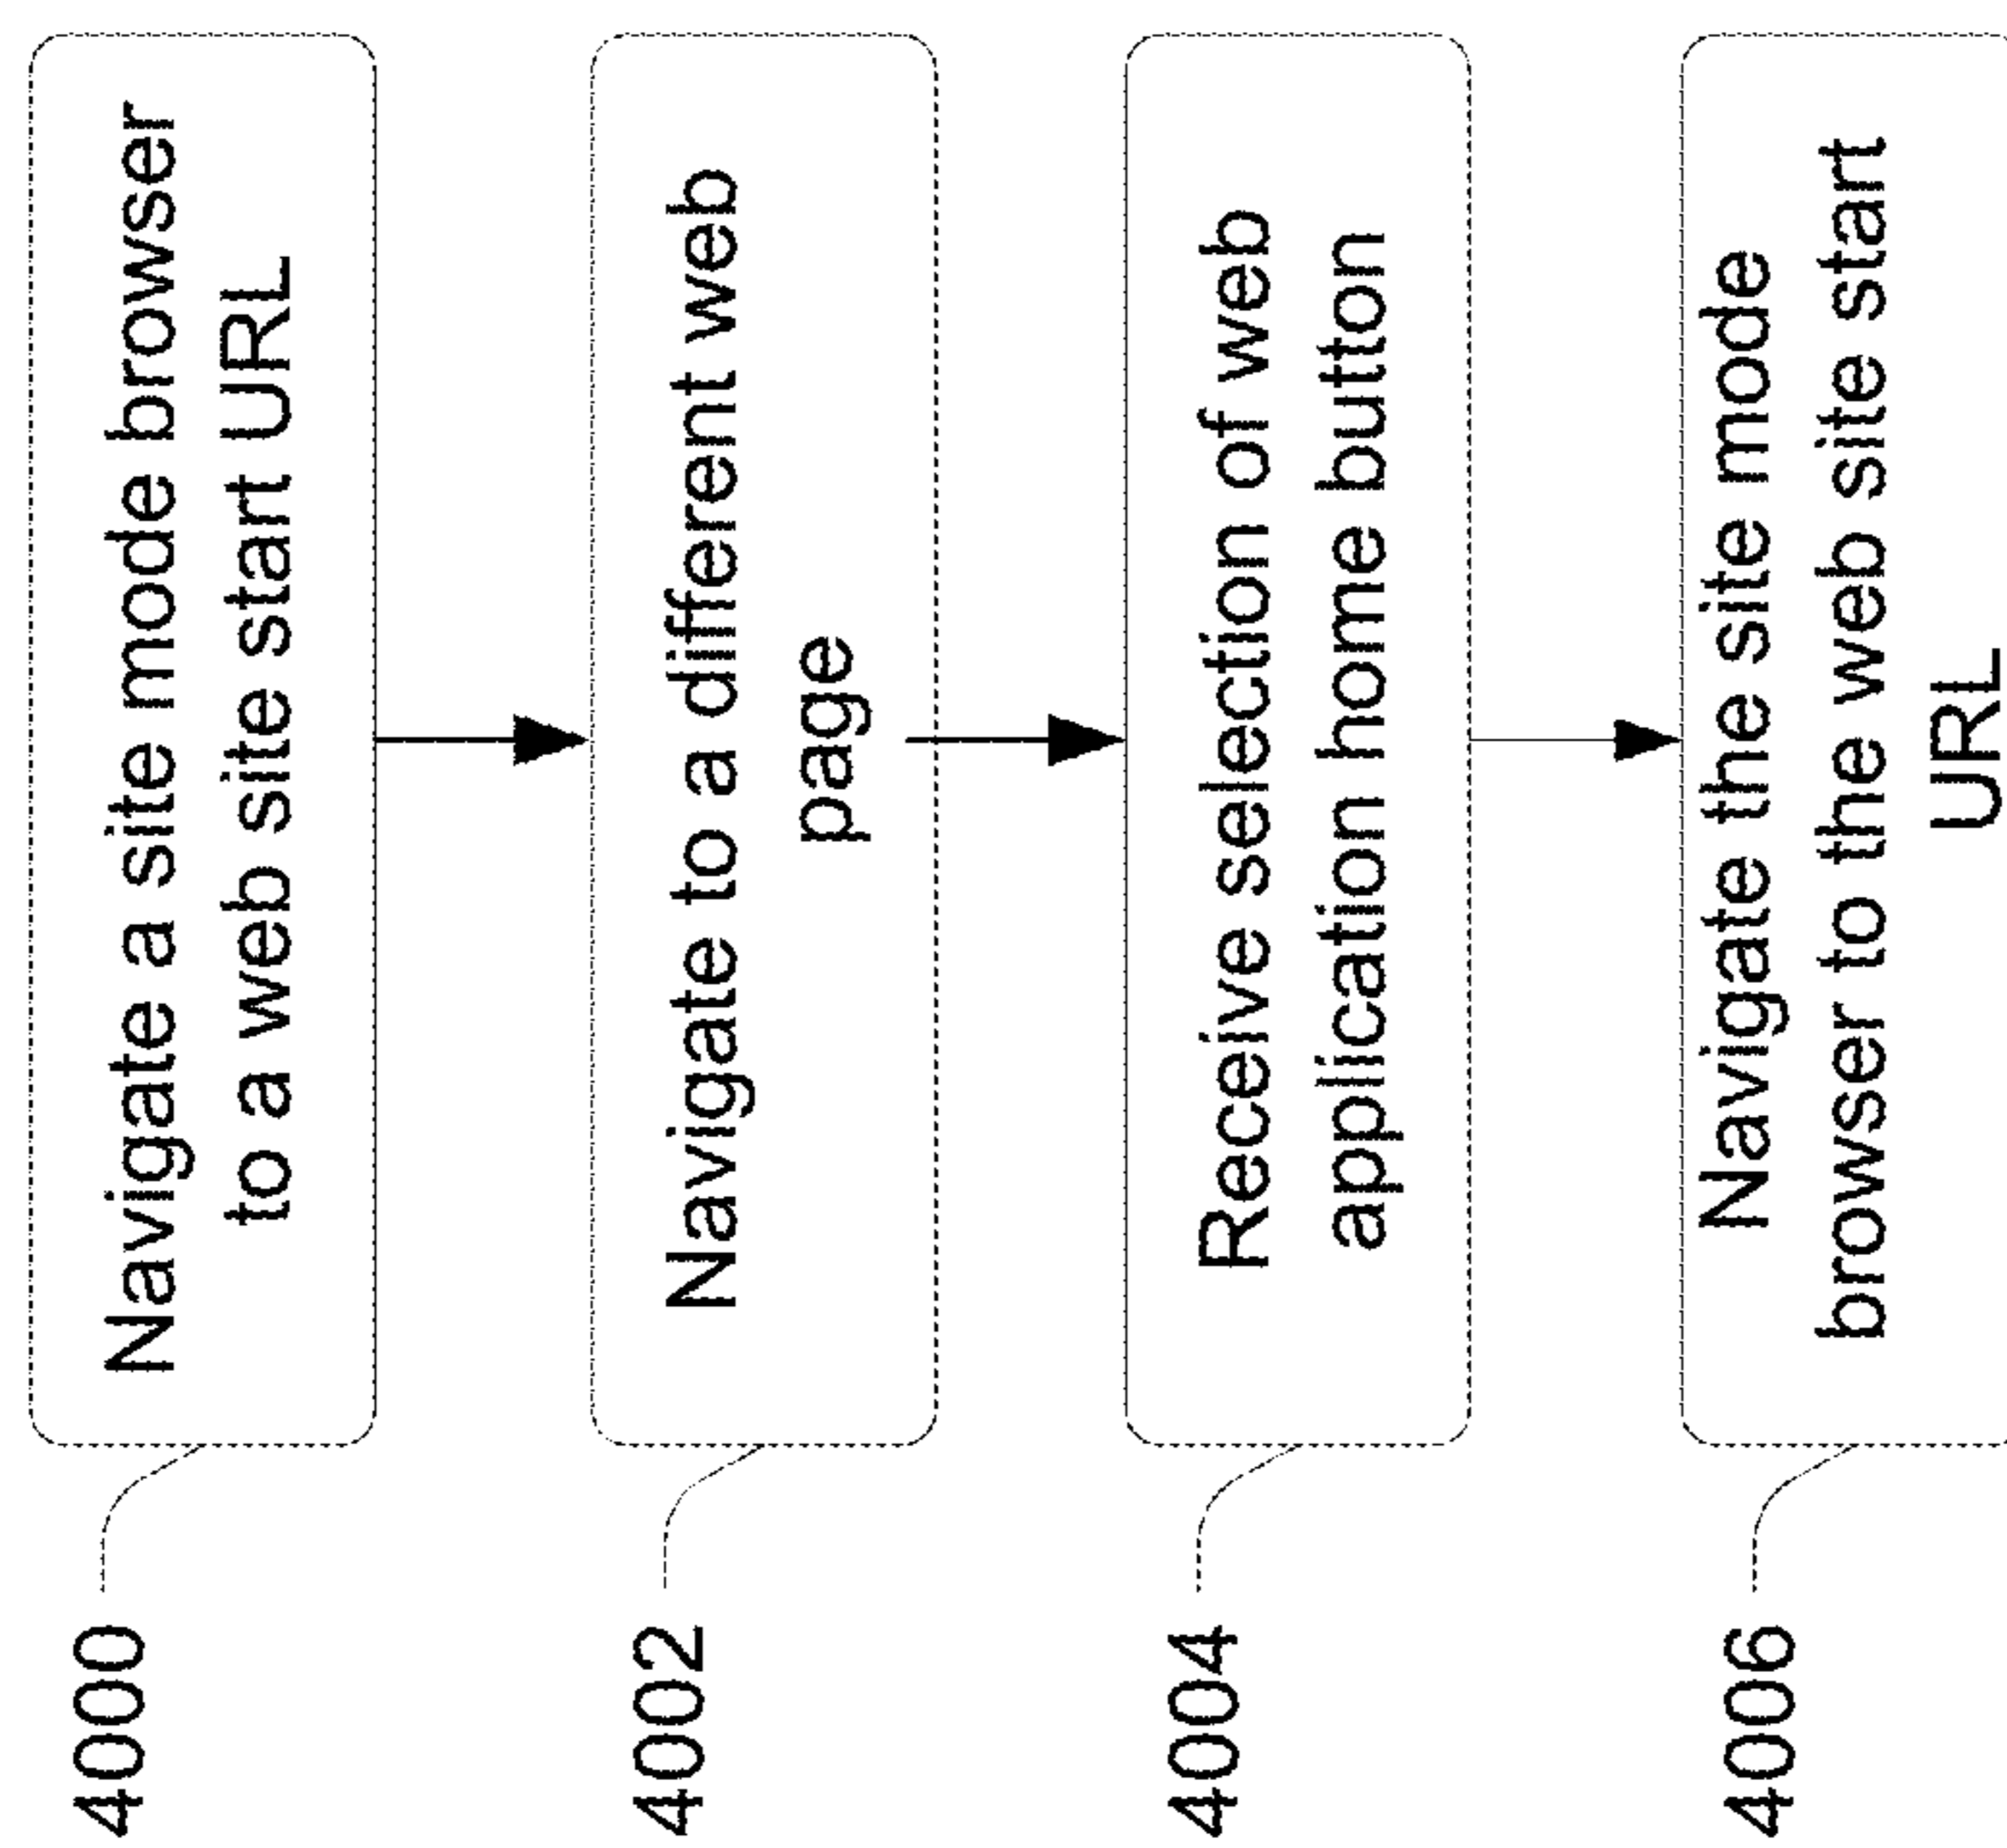 4000
Navigate a site mode browser
to a web site start URL
4002
Navigate to a different web
page
4004
Receive selection of web
application home button
4006
Navigate the site mode
browser to the web site start
URL